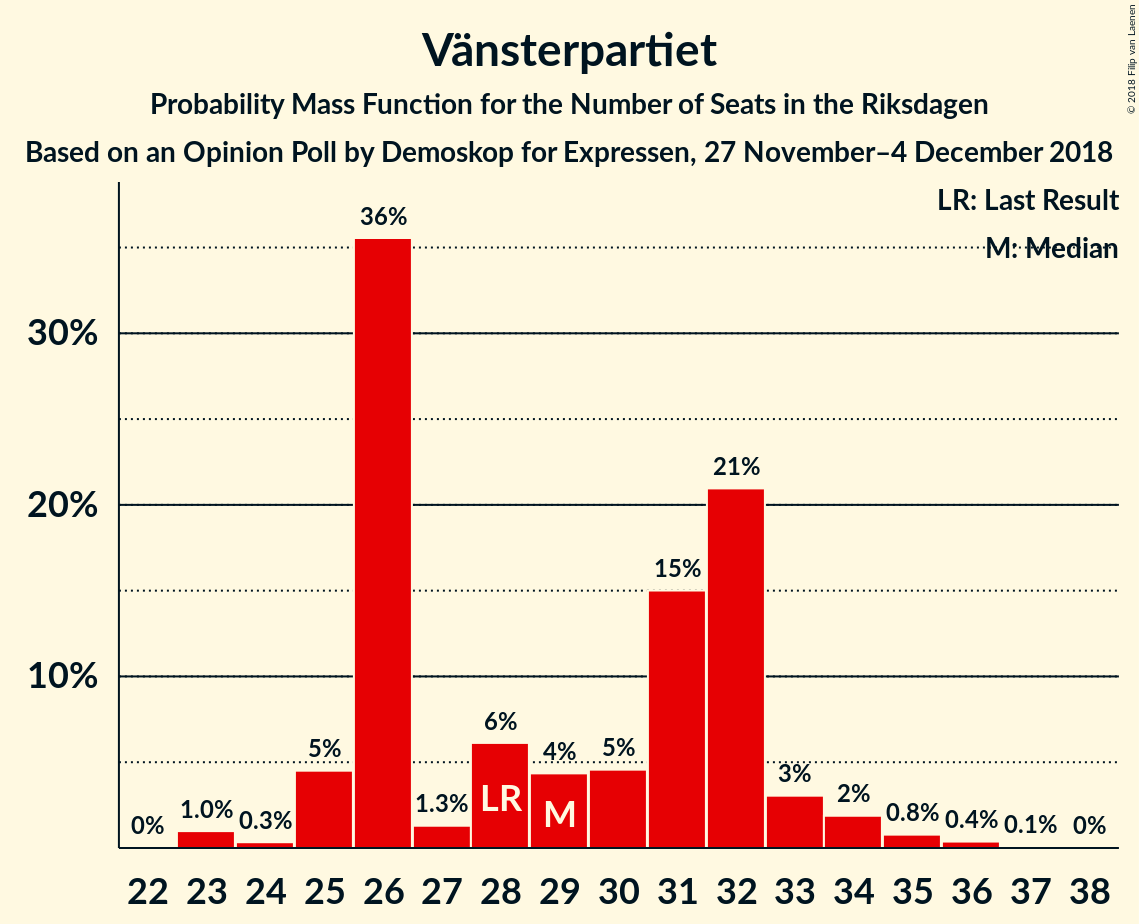 Vänsterpartiet
Probability Mass Function for the Number of Seats in the Riksdagen
Based on an Opinion Poll by Demoskop for Expressen, 27 November–4 December 2018
© 2018 Filip van Laenen
LR: Last Result
M: Median
30%
20%
10%
0%
1.0%
0.3%
5%
36%
1.3%
6%
4%
5%
15%
21%
3%
2%
0.8%
0.4%
0.1%
0%
LR
M
22 23 24 25 26 27 28 29 30 31 32 33 34 35 36 37 38